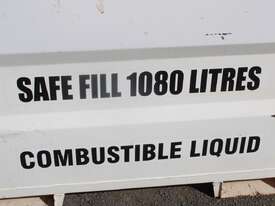 SAFE FILL 1080 LITRES
COMBUSTIBLE LIQUID